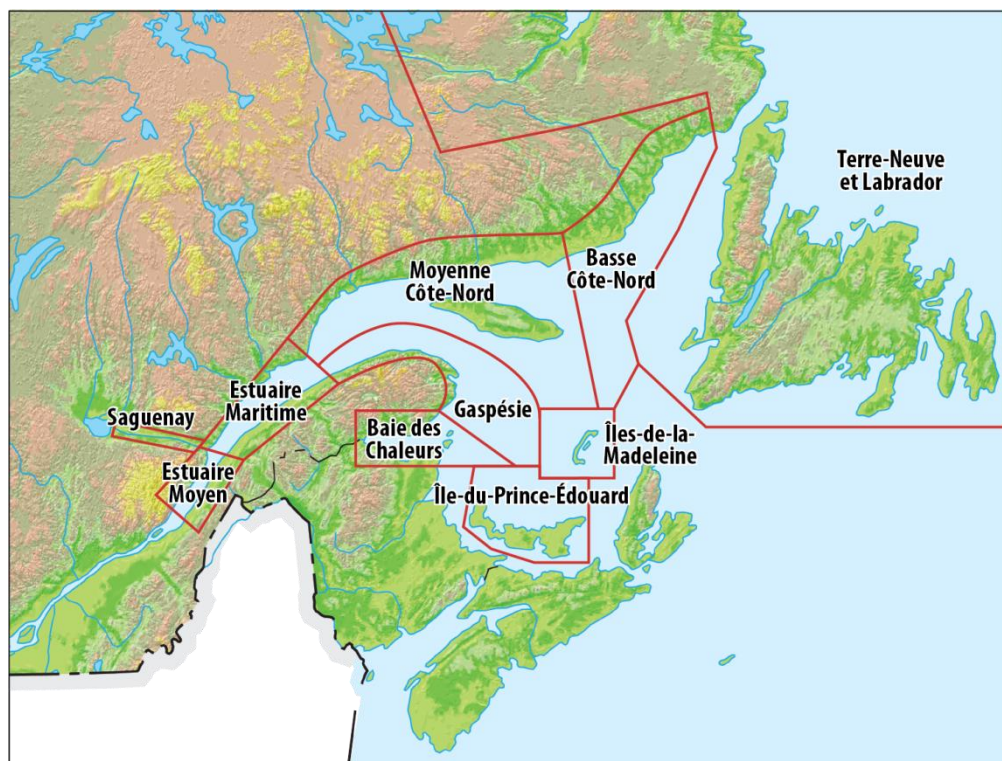 Terre-Neuve
et Labrador
Basse
Côte-Nord
Moyenne
Côte-Nord
Estuaire
Maritime
Saguenay
Gaspésie
Baie des
Chaleurs
Îles-de-la-
Madeleine
Estuaire
Moyen
Île-du-Prince-Édouard